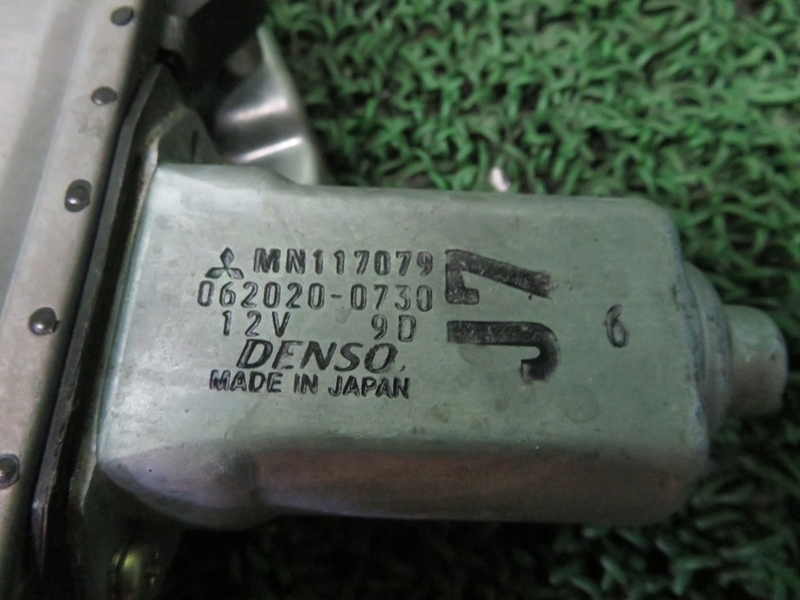 MN117079
062020-0730
12V 9D
DENSO
MADE IN JAPAN
J7
6